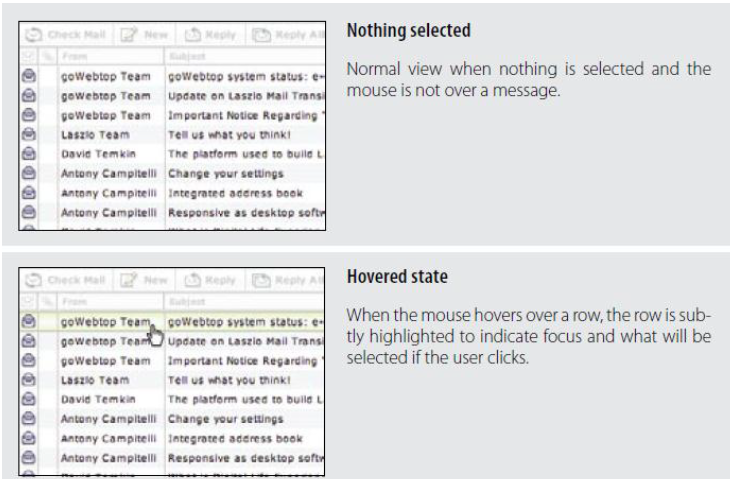 Check Mail New Reply Reply All
From Subject
goWebtop Team goWebtop system status: e-
goWebtop Team Update on Laszlo Mail Transi
goWebtop Team Important Notice Regarding "
Laszlo Team Tell us what you think!
David Temkin The platform used to build L
Antony Campitelli Change your settings
Antony Campitelli Integrated address book
Antony Campitelli Responsive as desktop softw
Nothing selected
Normal view when nothing is selected and the
mouse is not over a message.
Check Mail New Reply Reply All
From Subject
goWebtop Team goWebtop system status: e-
goWebtop Team Update on Laszlo Mail Transi
goWebtop Team Important Notice Regarding "
Laszlo Team Tell us what you think!
David Temkin The platform used to build L
Antony Campitelli Change your settings
Antony Campitelli Integrated address book
Antony Campitelli Responsive as desktop softw
Hovered state
When the mouse hovers over a row, the row is sub-
tly highlighted to indicate focus and what will be
selected if the user clicks.